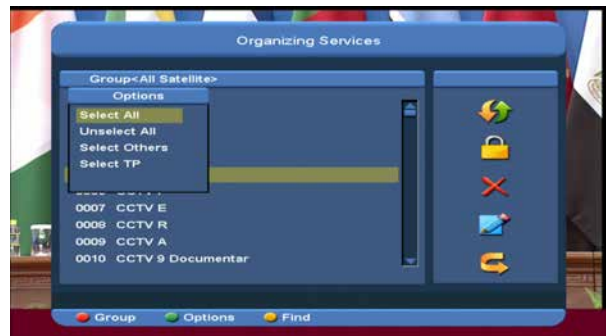 Organizing Services
Group<All Satellite>
Options
Select All
Unselect All
Select Others
Select TP
0007 CCTV E
0008 CCTV R
0009 CCTV A
0010 CCTV 9 Documentar
Group Options Find